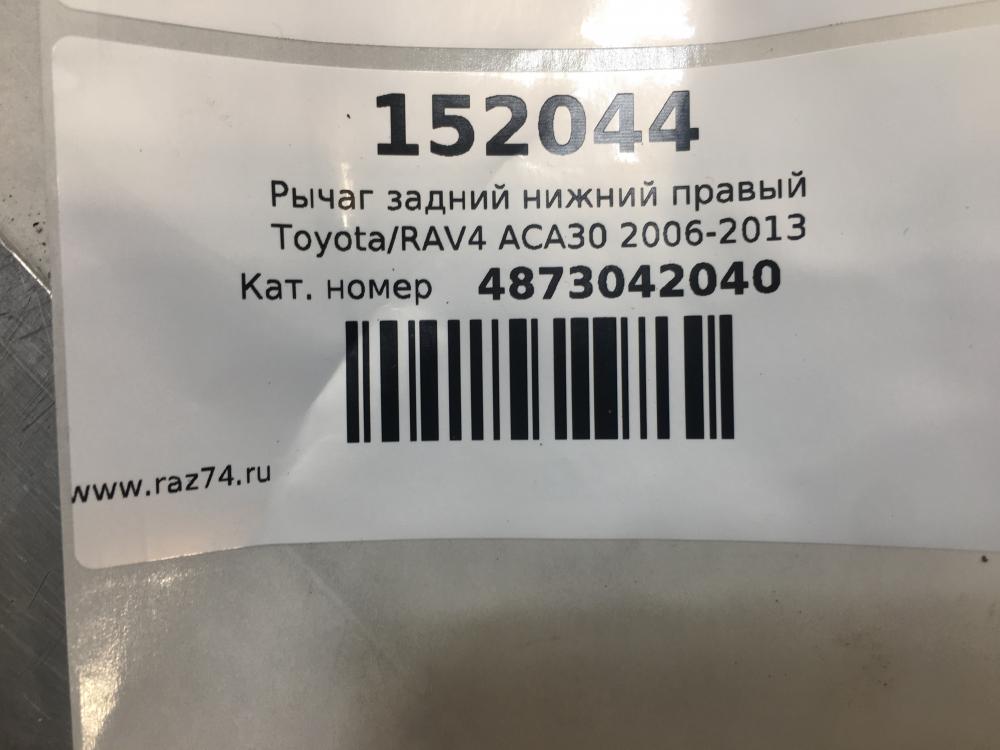 152044
Рычаг задний нижний правый
Toyota/RAV4 ACA30 2006-2013
Кат. номер 4873042040
www.raz74.ru